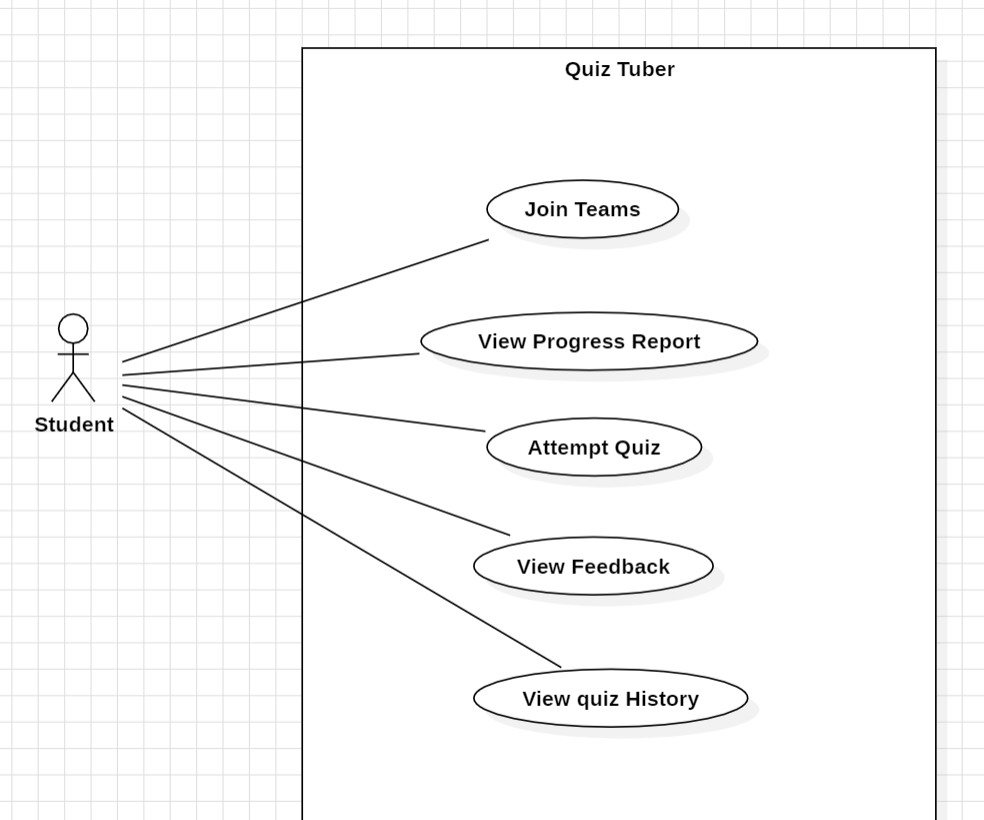 Quiz Tuber
Join Teams
View Progress Report
Student
Attempt Quiz
View Feedback
View quiz History